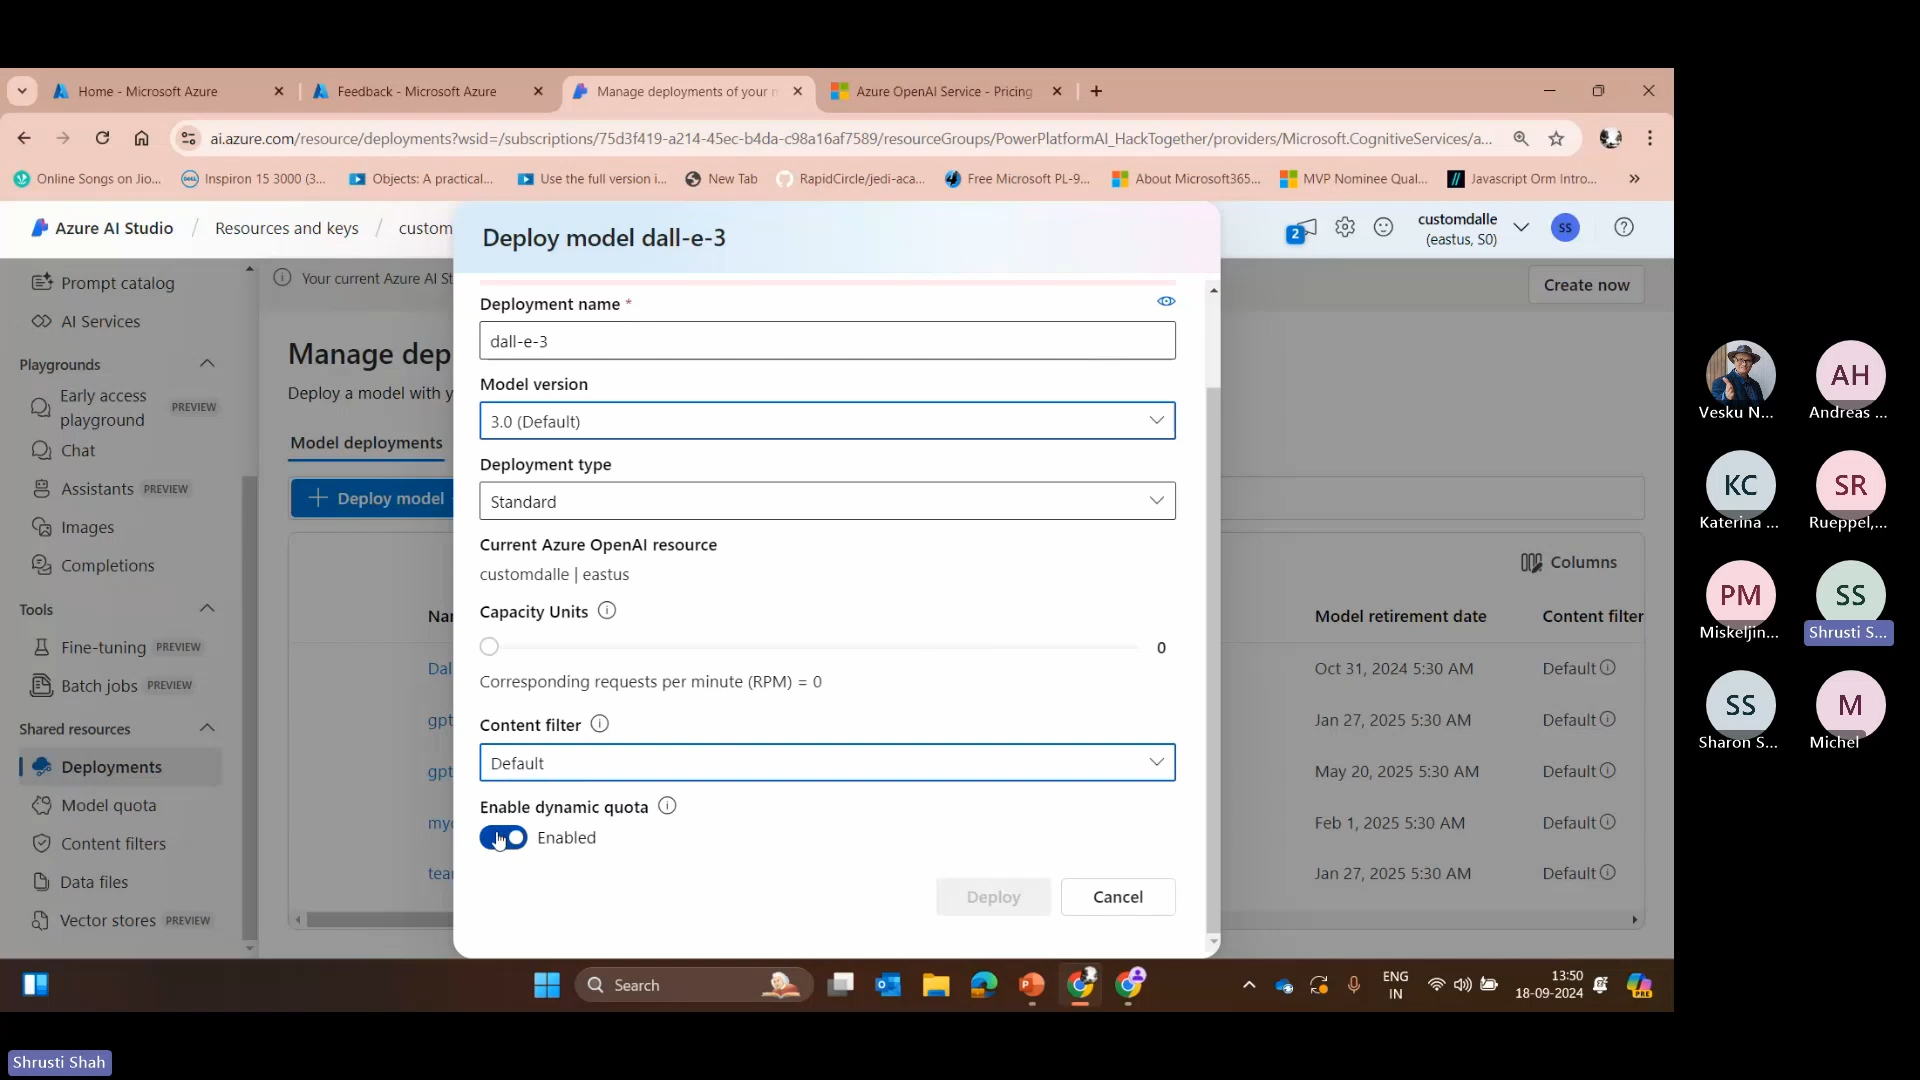 Home - Microsoft Azure
Feedback - Microsoft Azure
Manage deployments of your
Azure OpenAI Service - Pricing
ai.azure.com/resource/deployments?wsid=/subscriptions/75d3f419-a214-45ec-b4da-c98a16af7589/resourceGroups/PowerPlatformAI_HackTogether/providers/Microsoft.CognitiveServices/a...
Online Songs on Jio...
Inspiron 15 3000 (3...
Objects: A practical...
Use the full version i...
New Tab
RapidCircle/jedi-aca...
Free Microsoft PL-9...
About Microsoft365...
MVP Nominee Qual...
Javascript Orm Intro...
»
Azure AI Studio / Resources and keys / custom
Deploy model dall-e-3
2
customdalle
(eastus, S0)
SS
Your current Azure AI St
Create now
Prompt catalog
AI Services
Playgrounds
Early access
playground
PREVIEW
Chat
Assistants PREVIEW
Images
Completions
Tools
Fine-tuning PREVIEW
Batch jobs PREVIEW
Shared resources
Deployments
Model quota
Content filters
Data files
Vector stores PREVIEW
Manage dep
Deploy a model with y
Model deployments
+ Deploy model
Columns
Nar
Model retirement date
Content filter
Dal
Oct 31, 2024 5:30 AM
Default
gpt
Jan 27, 2025 5:30 AM
Default
gpt
May 20, 2025 5:30 AM
Default
myc
Feb 1, 2025 5:30 AM
Default
tear
Jan 27, 2025 5:30 AM
Default
Deployment name *
dall-e-3
Model version
3.0 (Default)
Deployment type
Standard
Current Azure OpenAI resource
customdalle | eastus
Capacity Units
0
Corresponding requests per minute (RPM) = 0
Content filter
Default
Enable dynamic quota
Enabled
Deploy
Cancel
Search
ENG
IN
13:50
18-09-2024
PRE
Vesku N...
AH
Andreas ...
KC
Katerina ...
SR
Rueppel,...
PM
Miskeljin...
SS
Shrusti S...
SS
Sharon S...
M
Michel
Shrusti Shah